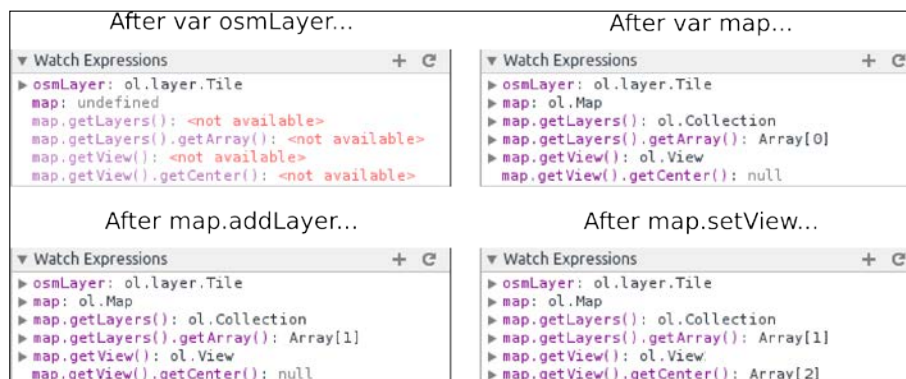 After var osmLayer...
Watch Expressions
osmLayer: ol.layer.Tile
map: undefined
map.getLayers(): <not available>
map.getLayers().getArray(): <not available>
map.getView(): <not available>
map.getView().getCenter(): <not available>
After var map...
Watch Expressions
osmLayer: ol.layer.Tile
map: ol.Map
map.getLayers(): ol.Collection
map.getLayers().getArray(): Array[0]
map.getView(): ol.View
map.getView().getCenter(): null
After map.addLayer...
Watch Expressions
osmLayer: ol.layer.Tile
map: ol.Map
map.getLayers(): ol.Collection
map.getLayers().getArray(): Array[1]
map.getView(): ol.View
map.getView().getCenter(): null
After map.setView...
Watch Expressions
osmLayer: ol.layer.Tile
map: ol.Map
map.getLayers(): ol.Collection
map.getLayers().getArray(): Array[1]
map.getView(): ol.View
map.getView().getCenter(): Array[2]